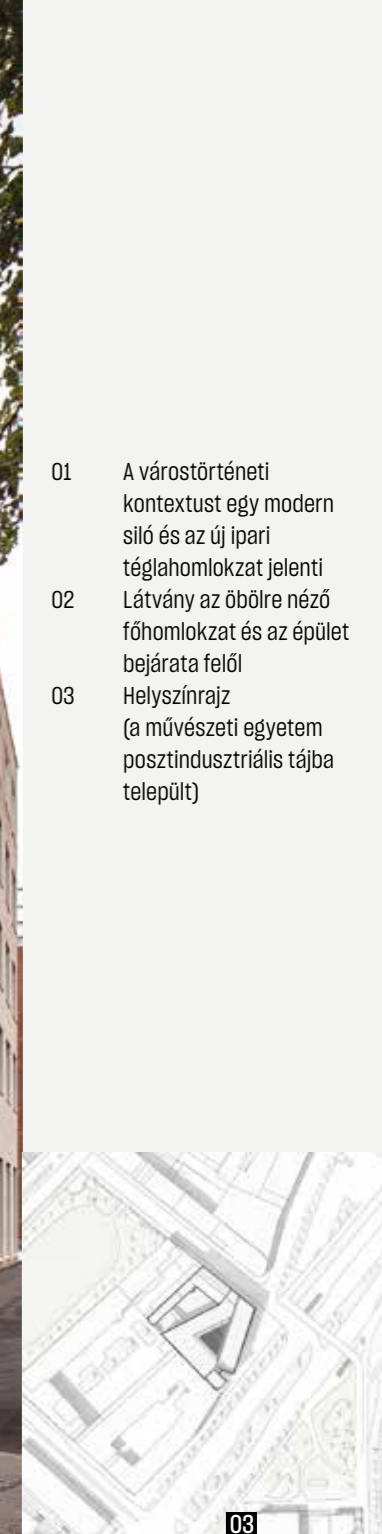 01 A várostörténeti
kontextust egy modern
siló és az új ipari
téglahomlokzat jelenti
02 Látvány az öbölre néző
főhomlokzat és az épület
bejárata felől
03 Helyszínrajz
(a művészeti egyetem
posztindusztriális tájba
települt)
03